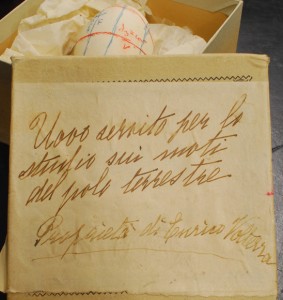 Uovo servito per lo
studio sui moti
del polo terrestre
Proprietà di Enrico Volterra